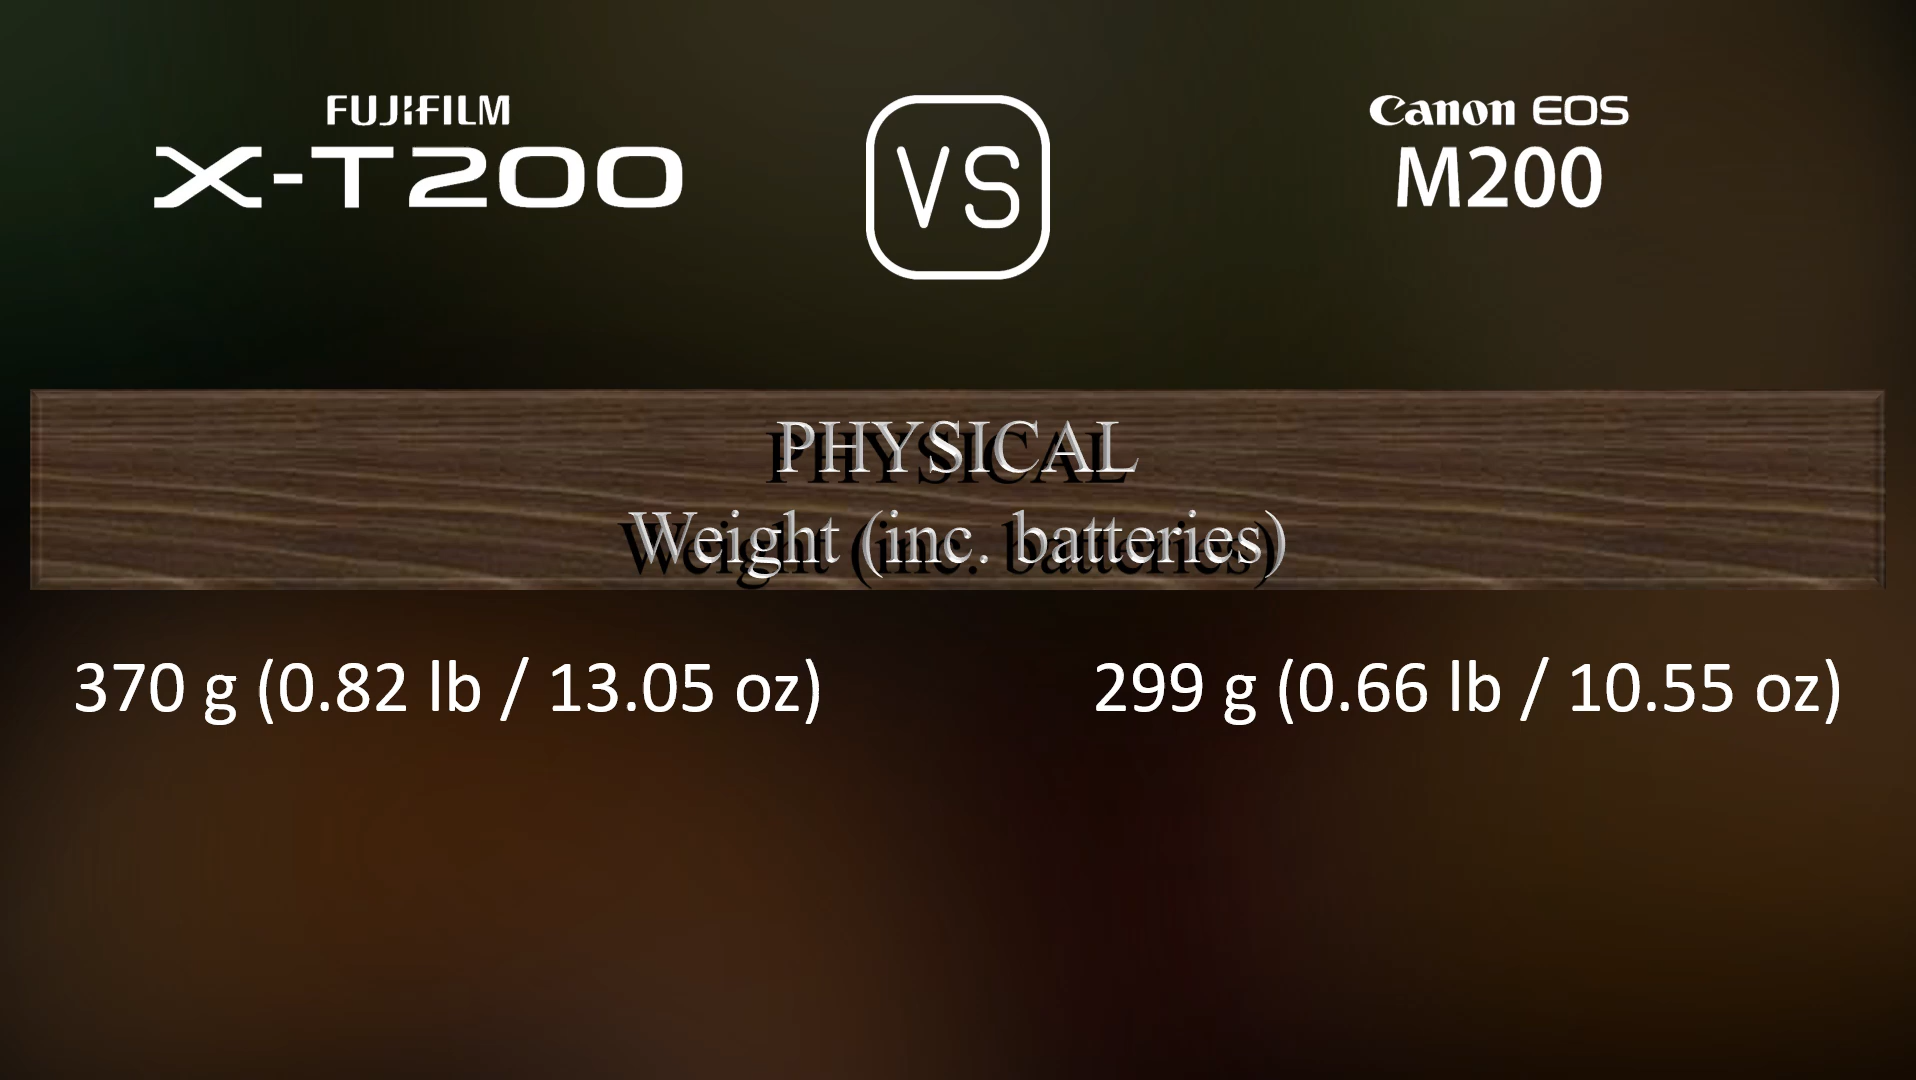 FUJIFILM
X-T200
VS
Canon EOS
M200
PHYSICAL
Weight (inc. batteries)
370 g (0.82 lb / 13.05 oz)
299 g (0.66 lb / 10.55 oz)